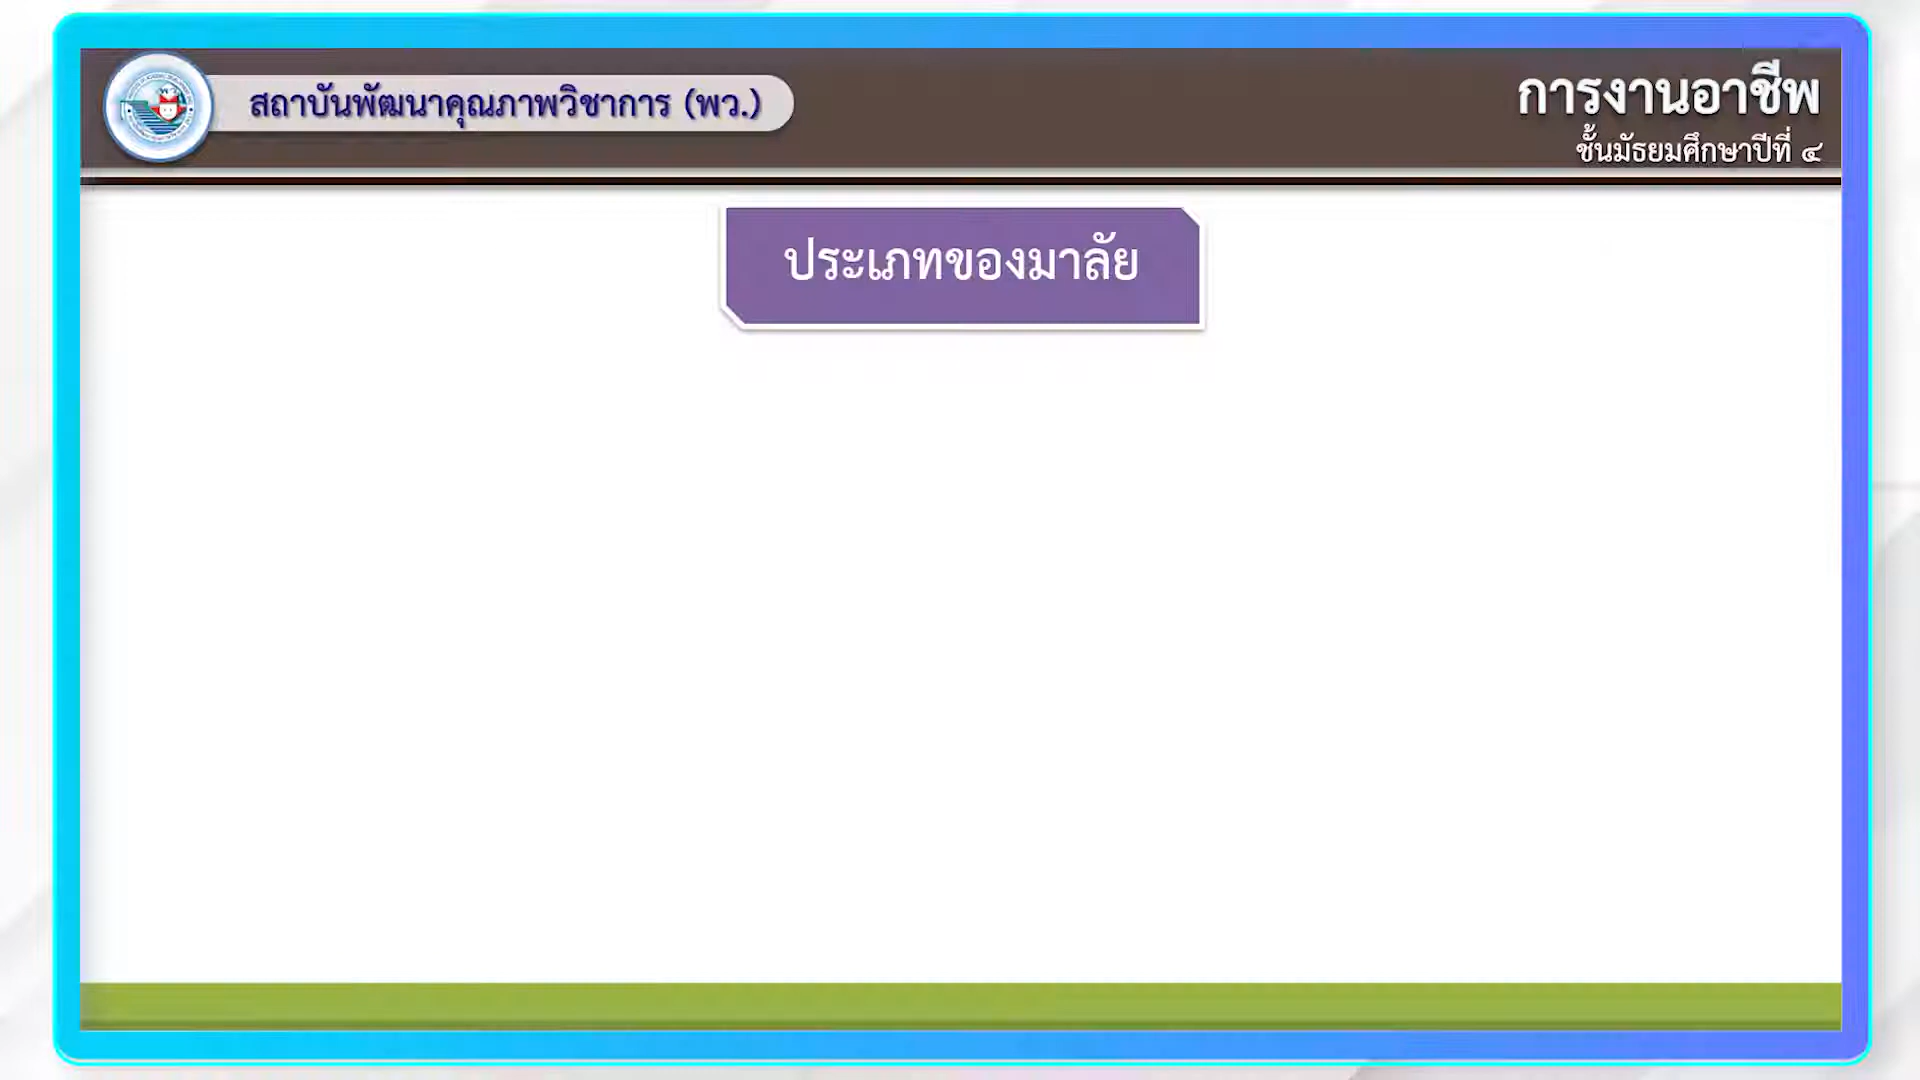 สถาบันพัฒนาคุณภาพวิชาการ (พว.)
การงานอาชีพ
ชั้นมัธยมศึกษาปีที่ ๔
ประเภทของมาลัย